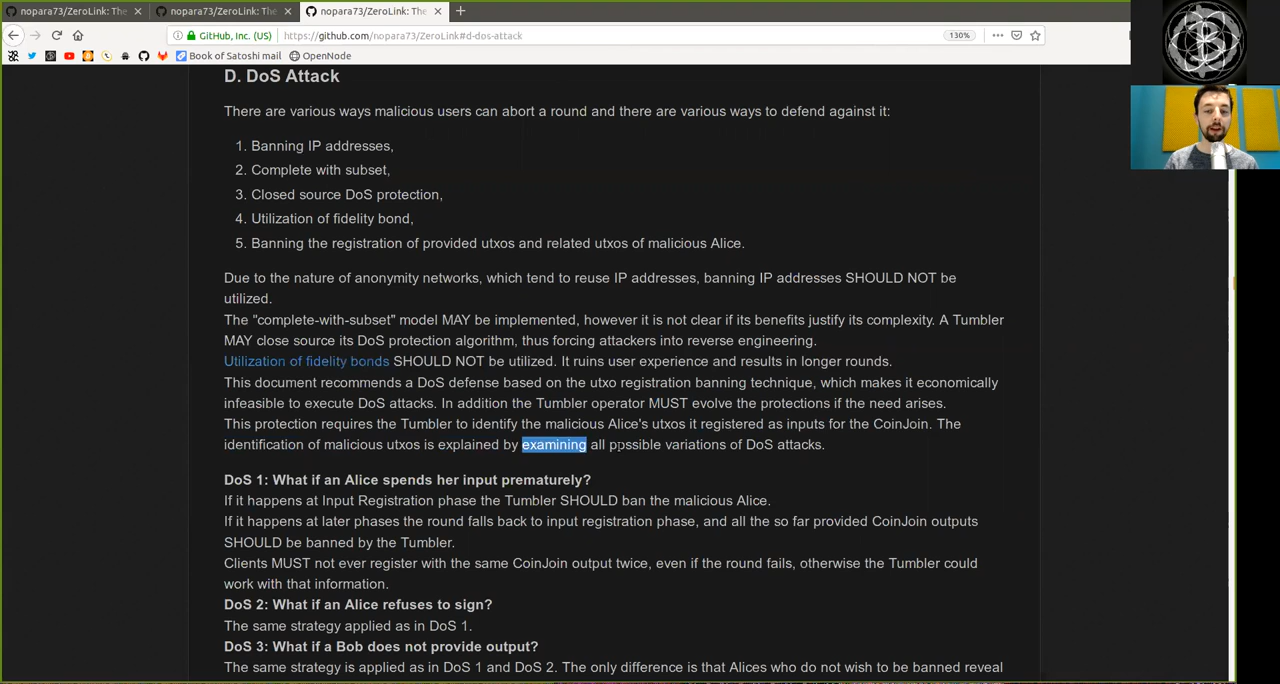 nopara73/ZeroLink: The
nopara73/ZeroLink: The
nopara73/ZeroLink: The
GitHub, Inc. (US)
https://github.com/nopara73/ZeroLink#d-dos-attack
130%
Book of Satoshi mail
OpenNode
D. DoS Attack
There are various ways malicious users can abort a round and there are various ways to defend against it:
1. Banning IP addresses,
2. Complete with subset,
3. Closed source DoS protection,
4. Utilization of fidelity bond,
5. Banning the registration of provided utxos and related utxos of malicious Alice.
Due to the nature of anonymity networks, which tend to reuse IP addresses, banning IP addresses SHOULD NOT be
utilized.
The “complete-with-subset” model MAY be implemented, however it is not clear if its benefits justify its complexity. A Tumbler
MAY close source its DoS protection algorithm, thus forcing attackers into reverse engineering.
Utilization of fidelity bonds SHOULD NOT be utilized. It ruins user experience and results in longer rounds.
This document recommends a DoS defense based on the utxo registration banning technique, which makes it economically
infeasible to execute DoS attacks. In addition the Tumbler operator MUST evolve the protections if the need arises.
This protection requires the Tumbler to identify the malicious Alice's utxos it registered as inputs for the CoinJoin. The
identification of malicious utxos is explained by examining all possible variations of DoS attacks.
DoS 1: What if an Alice spends her input prematurely?
If it happens at Input Registration phase the Tumbler SHOULD ban the malicious Alice.
If it happens at later phases the round falls back to input registration phase, and all the so far provided CoinJoin outputs
SHOULD be banned by the Tumbler.
Clients MUST not ever register with the same CoinJoin output twice, even if the round fails, otherwise the Tumbler could
work with that information.
DoS 2: What if an Alice refuses to sign?
The same strategy applied as in DoS 1.
DoS 3: What if a Bob does not provide output?
The same strategy is applied as in DoS 1 and DoS 2. The only difference is that Alices who do not wish to be banned reveal